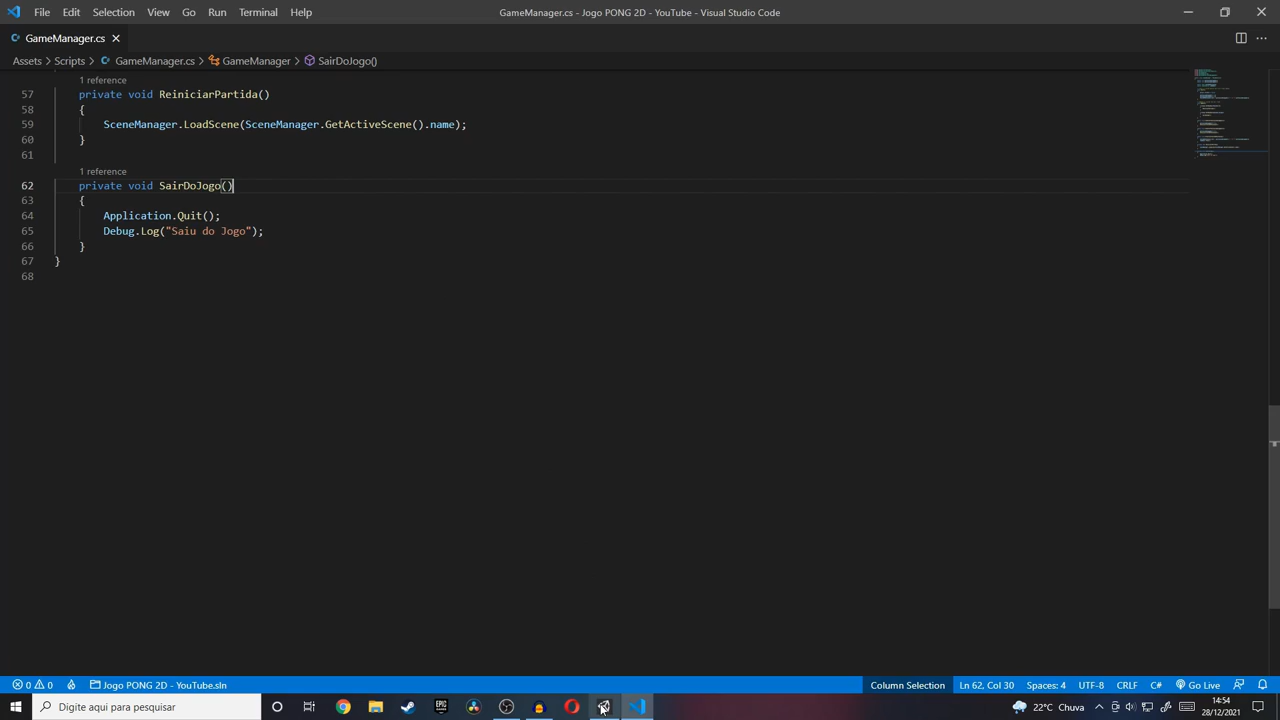 File Edit Selection View Go Run Terminal Help
GameManager.cs - Jogo PONG 2D - YouTube - Visual Studio Code
GameManager.cs
Assets > Scripts > GameManager.cs > GameManager > SairDoJogo()
1 reference
57 private void ReiniciarPartida()
58 {
59 SceneManager.LoadScene(SceneManager.GetActiveScene().name);
60 }
61
1 reference
62 private void SairDoJogo()
63 {
64 Application.Quit();
65 Debug.Log("Saiu do Jogo");
66 }
67 }
68
0 0 Jogo PONG 2D - YouTube.sln Column Selection Ln 62, Col 30 Spaces: 4 UTF-8 CRLF C# Go Live
Digite aqui para pesquisar
EPIC GAMES
22°C Chuva
14:54
28/12/2021